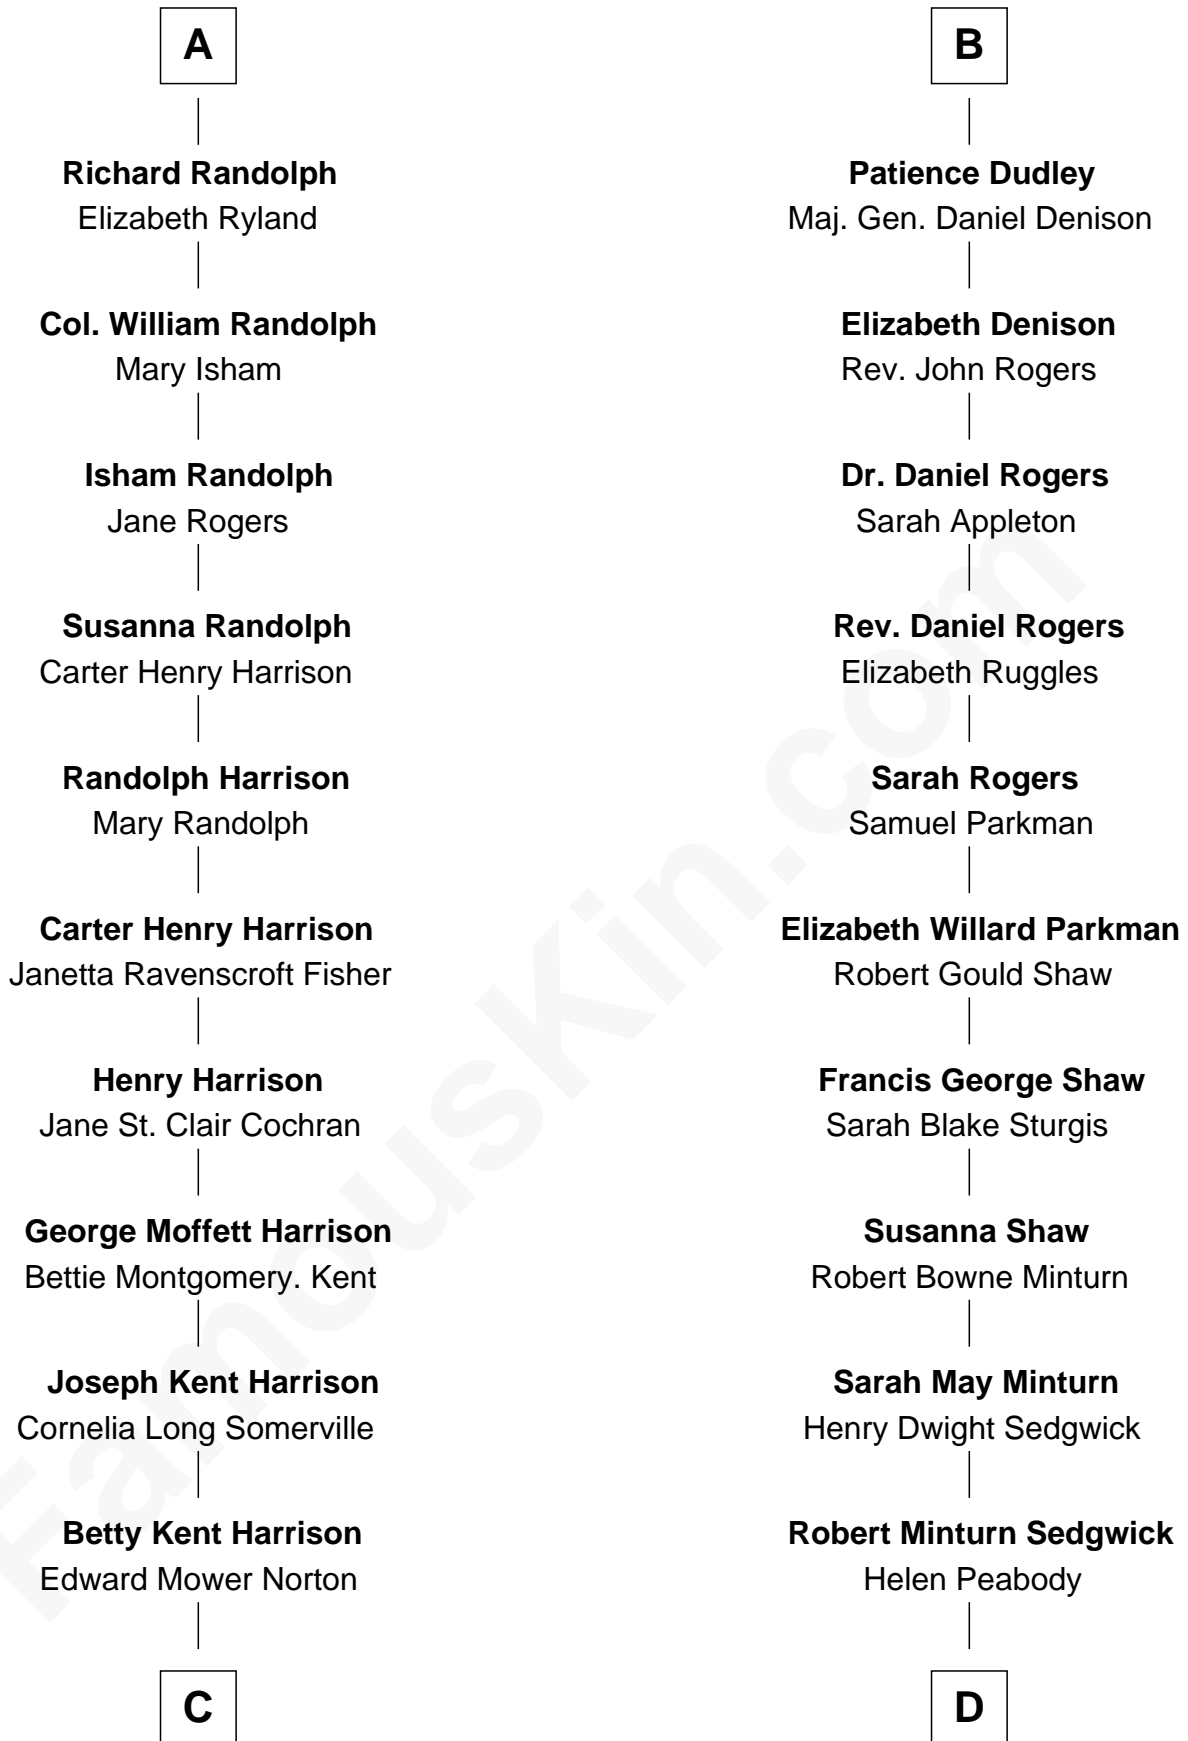 A
Richard Randolph
Elizabeth Ryland
Col. William Randolph
Mary Isham
Isham Randolph
Jane Rogers
Susanna Randolph
Carter Henry Harrison
Randolph Harrison
Mary Randolph
Carter Henry Harrison
Janetta Ravenscroft Fisher
Henry Harrison
Jane St. Clair Cochran
George Moffett Harrison
Bettie Montgomery. Kent
Joseph Kent Harrison
Cornelia Long Somerville
Betty Kent Harrison
Edward Mower Norton
C
B
Patience Dudley
Maj. Gen. Daniel Denison
Elizabeth Denison
Rev. John Rogers
Dr. Daniel Rogers
Sarah Appleton
Rev. Daniel Rogers
Elizabeth Ruggles
Sarah Rogers
Samuel Parkman
Elizabeth Willard Parkman
Robert Gould Shaw
Francis George Shaw
Sarah Blake Sturgis
Susanna Shaw
Robert Bowne Minturn
Sarah May Minturn
Henry Dwight Sedgwick
Robert Minturn Sedgwick
Helen Peabody
D
FamousKin.com